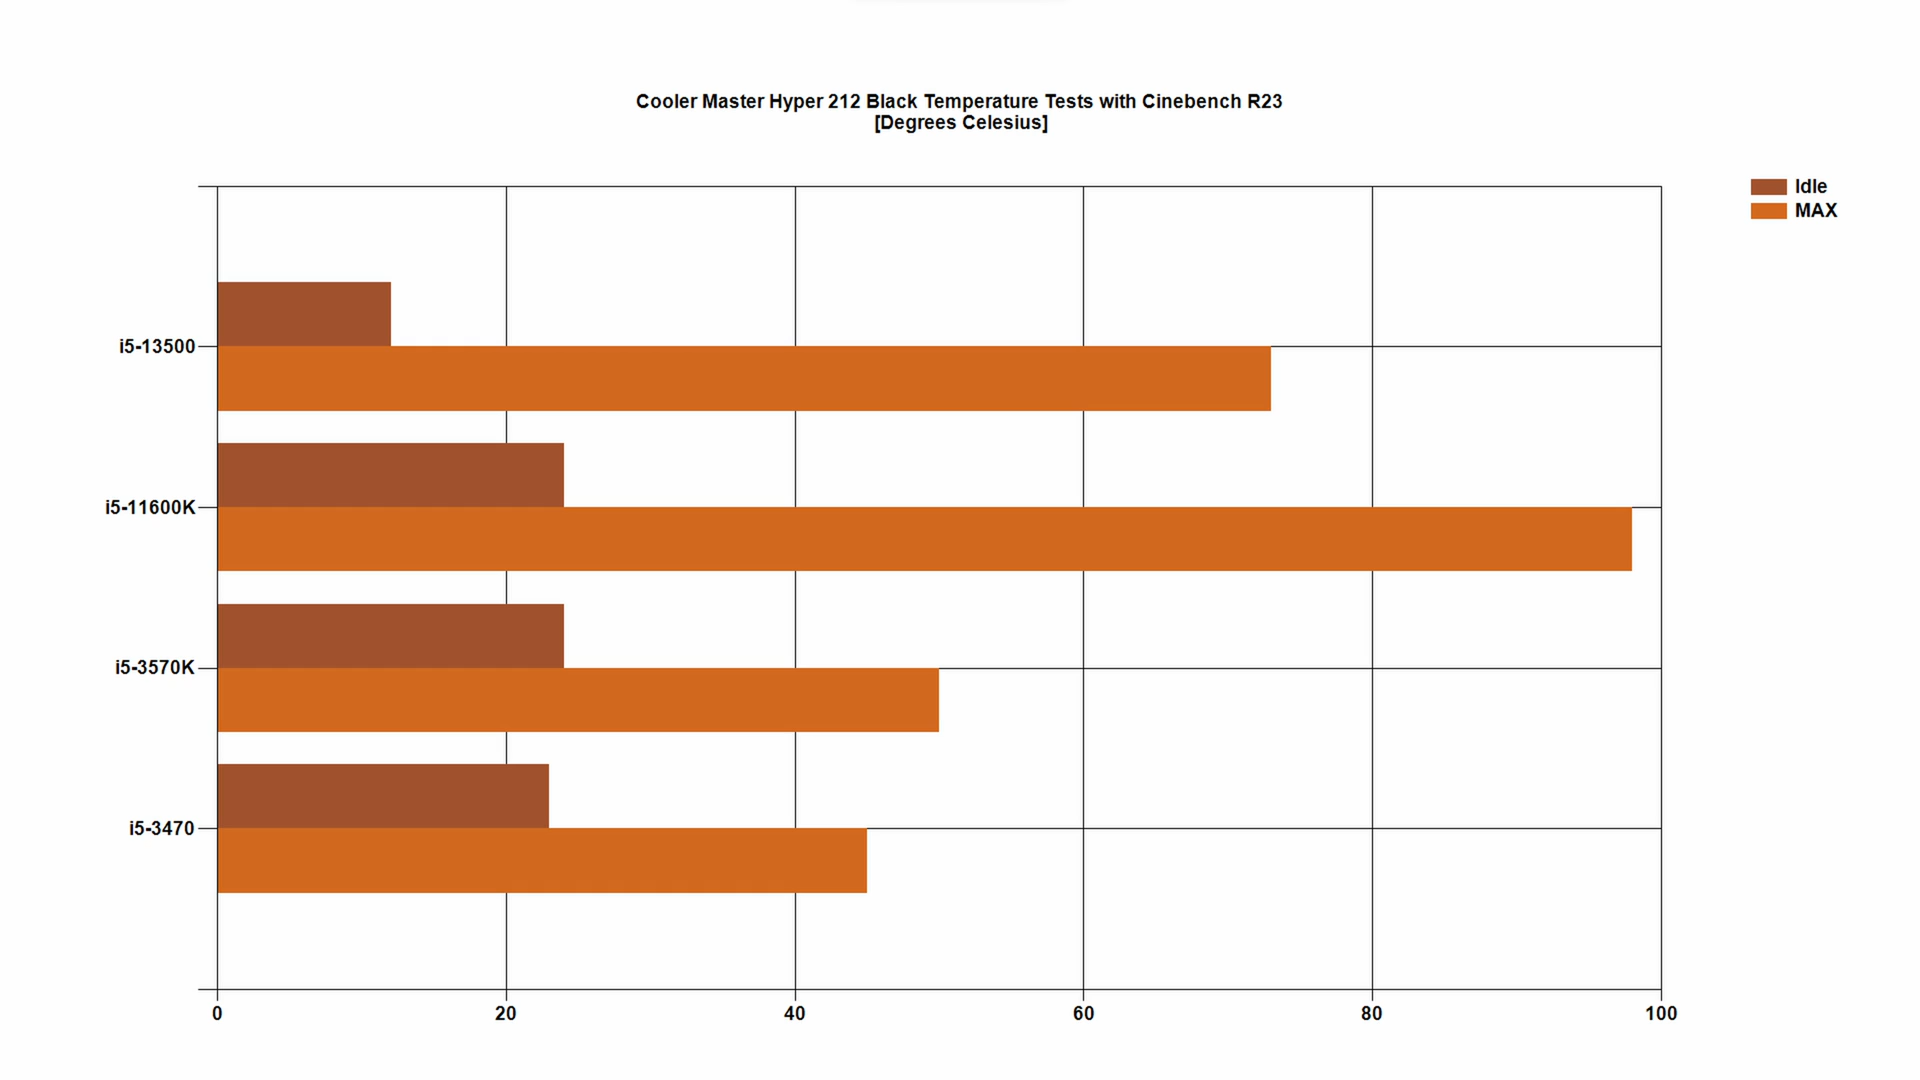 Cooler Master Hyper 212 Black Temperature Tests with Cinebench R23
[Degrees Celesius]
Idle
MAX
i5-13500
i5-11600K
i5-3570K
i5-3470
0 20 40 60 80 100